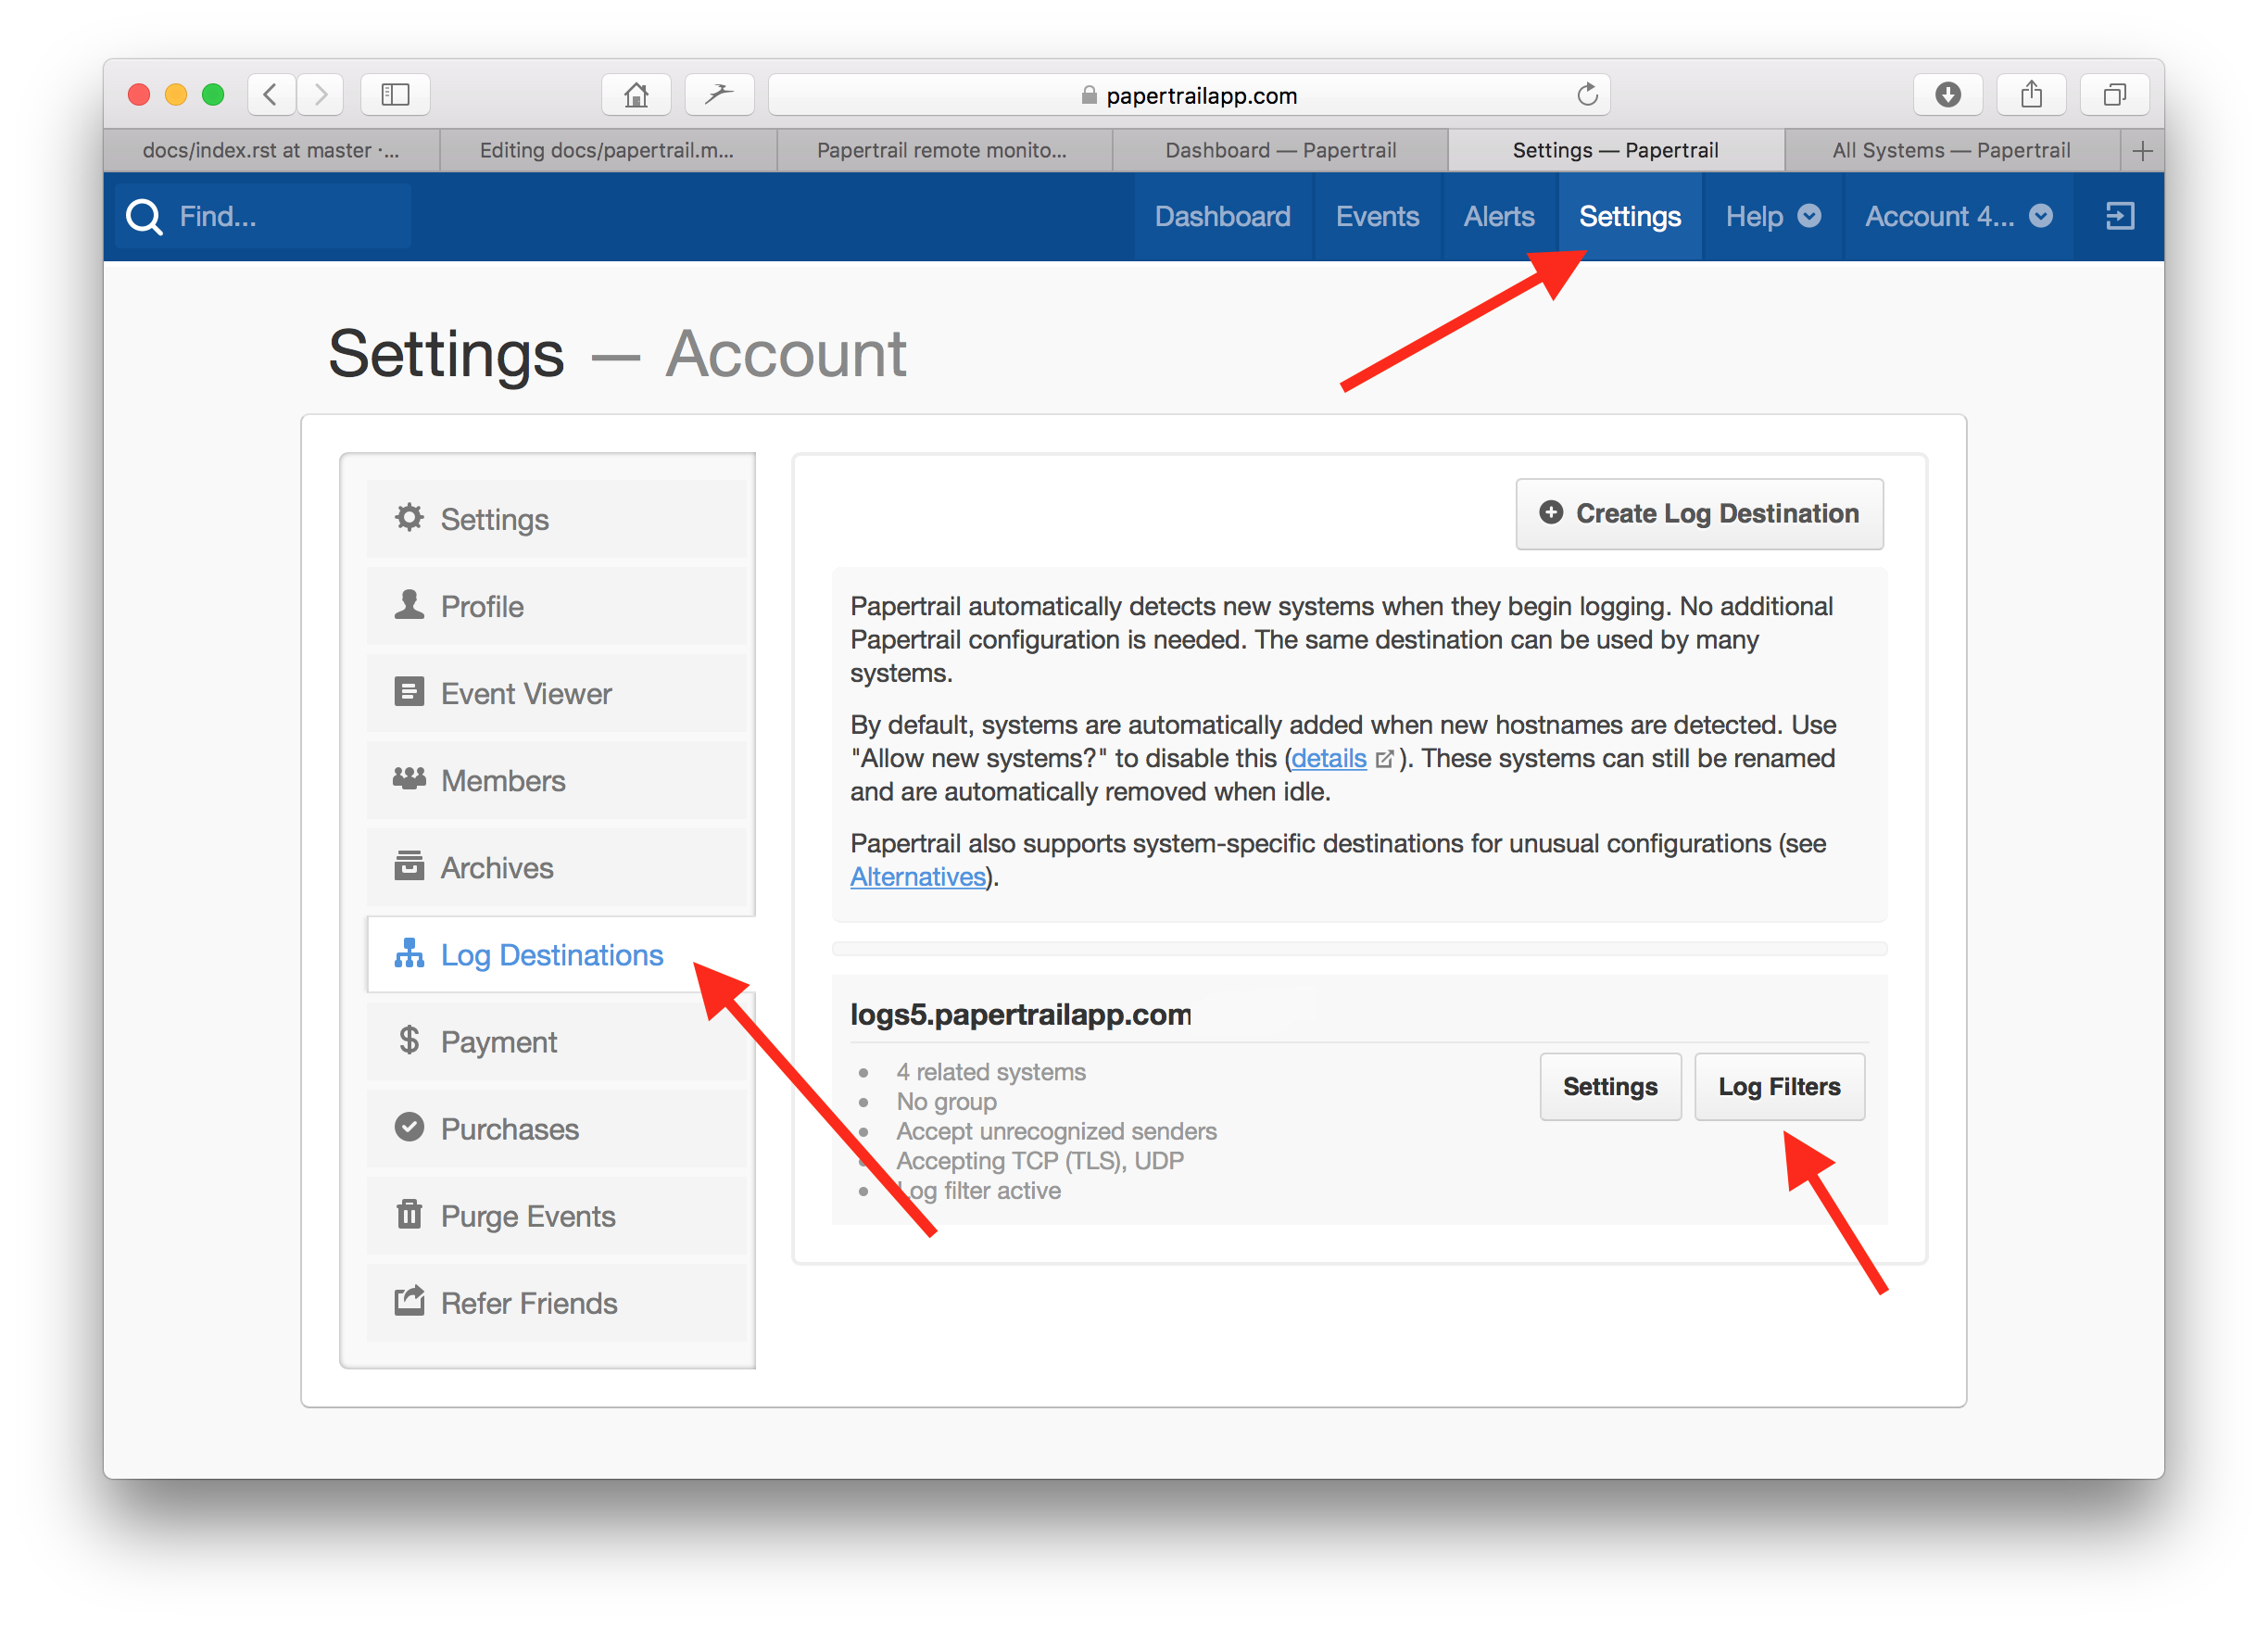 papertrailapp.com
docs/index.rst at master ·...
Editing docs/papertrail.m...
Papertrail remote monito...
Dashboard — Papertrail
Settings — Papertrail
All Systems — Papertrail
Find...
Dashboard
Events
Alerts
Settings
Help
Account 4...
Settings — Account
Settings
Profile
Event Viewer
Members
Archives
Log Destinations
Payment
Purchases
Purge Events
Refer Friends
Create Log Destination
Papertrail automatically detects new systems when they begin logging. No additional
Papertrail configuration is needed. The same destination can be used by many
systems.
By default, systems are automatically added when new hostnames are detected. Use
"Allow new systems?" to disable this (details ). These systems can still be renamed
and are automatically removed when idle.
Papertrail also supports system-specific destinations for unusual configurations (see
Alternatives).
logs5.papertrailapp.com
4 related systems
No group
Accept unrecognized senders
Accepting TCP (TLS), UDP
Log filter active
Settings
Log Filters